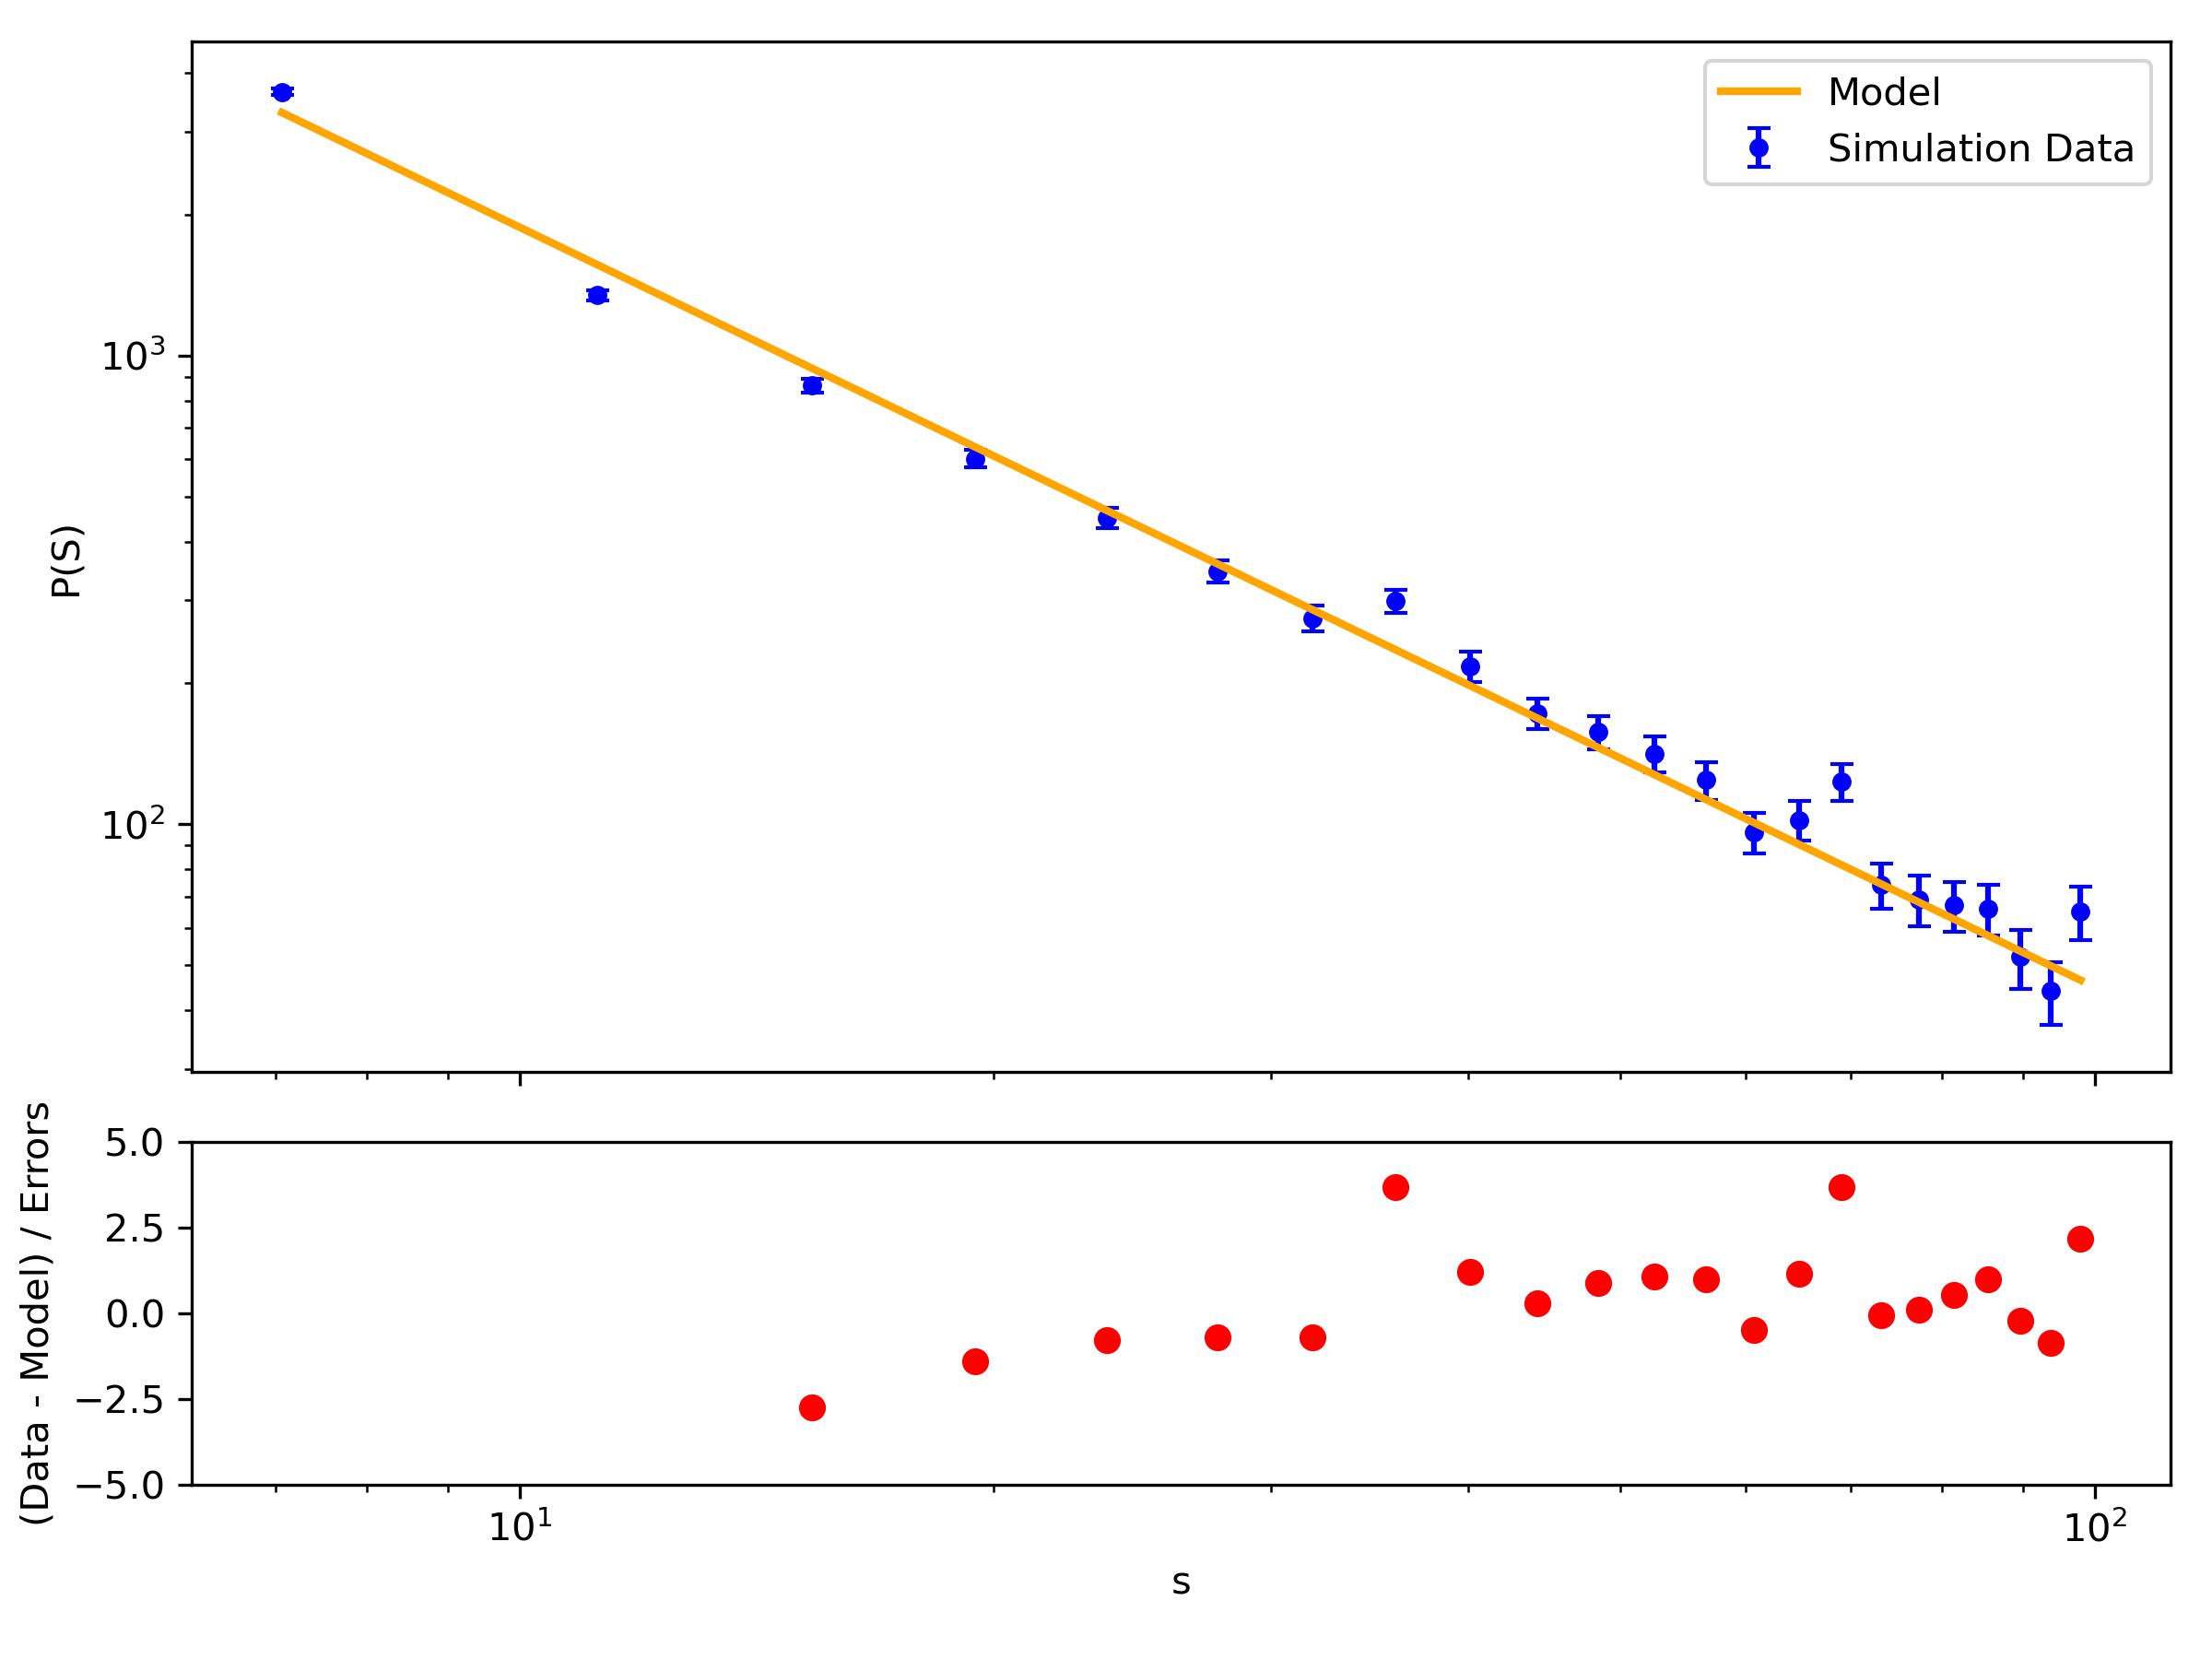 Model
Simulation Data
10³
10²
P(S)
5.0
2.5
0.0
−2.5
−5.0
(Data - Model) / Errors
10¹
10²
s